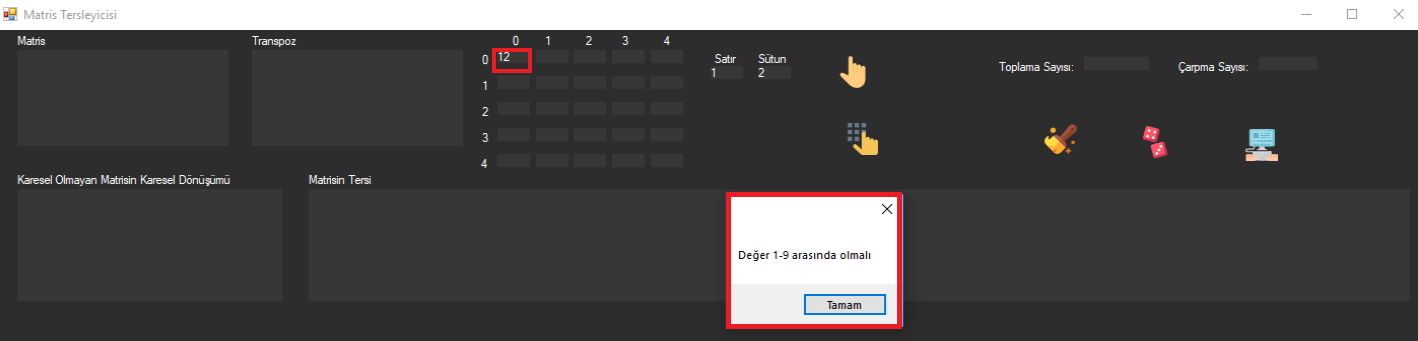 Matris Tersleyicisi
Matris
Transpoz
0 1 2 3 4
0 12
1
2
3
4
Satır Sütun
1 2
Toplama Sayısı:
Çarpma Sayısı:
Karesel Olmayan Matrisin Karesel Dönüşümü
Matrisin Tersi
Değer 1-9 arasında olmalı
Tamam